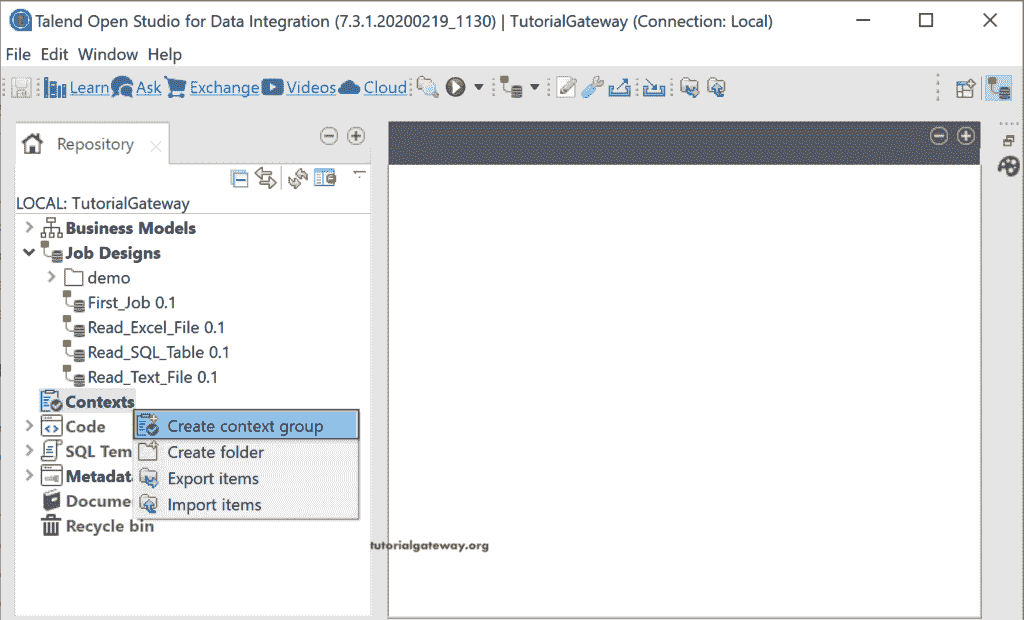 Talend Open Studio for Data Integration (7.3.1.20200219_1130) | TutorialGateway (Connection: Local)
File Edit Window Help
Learn Ask Exchange Videos Cloud
Repository
LOCAL: TutorialGateway
Business Models
Job Designs
demo
First_Job 0.1
Read_Excel_File 0.1
Read_SQL_Table 0.1
Read_Text_File 0.1
Contexts
Code
Create context group
SQL Tem
Create folder
Metadata
Export items
Docume
Import items
Recycle bin
tutorialgateway.org